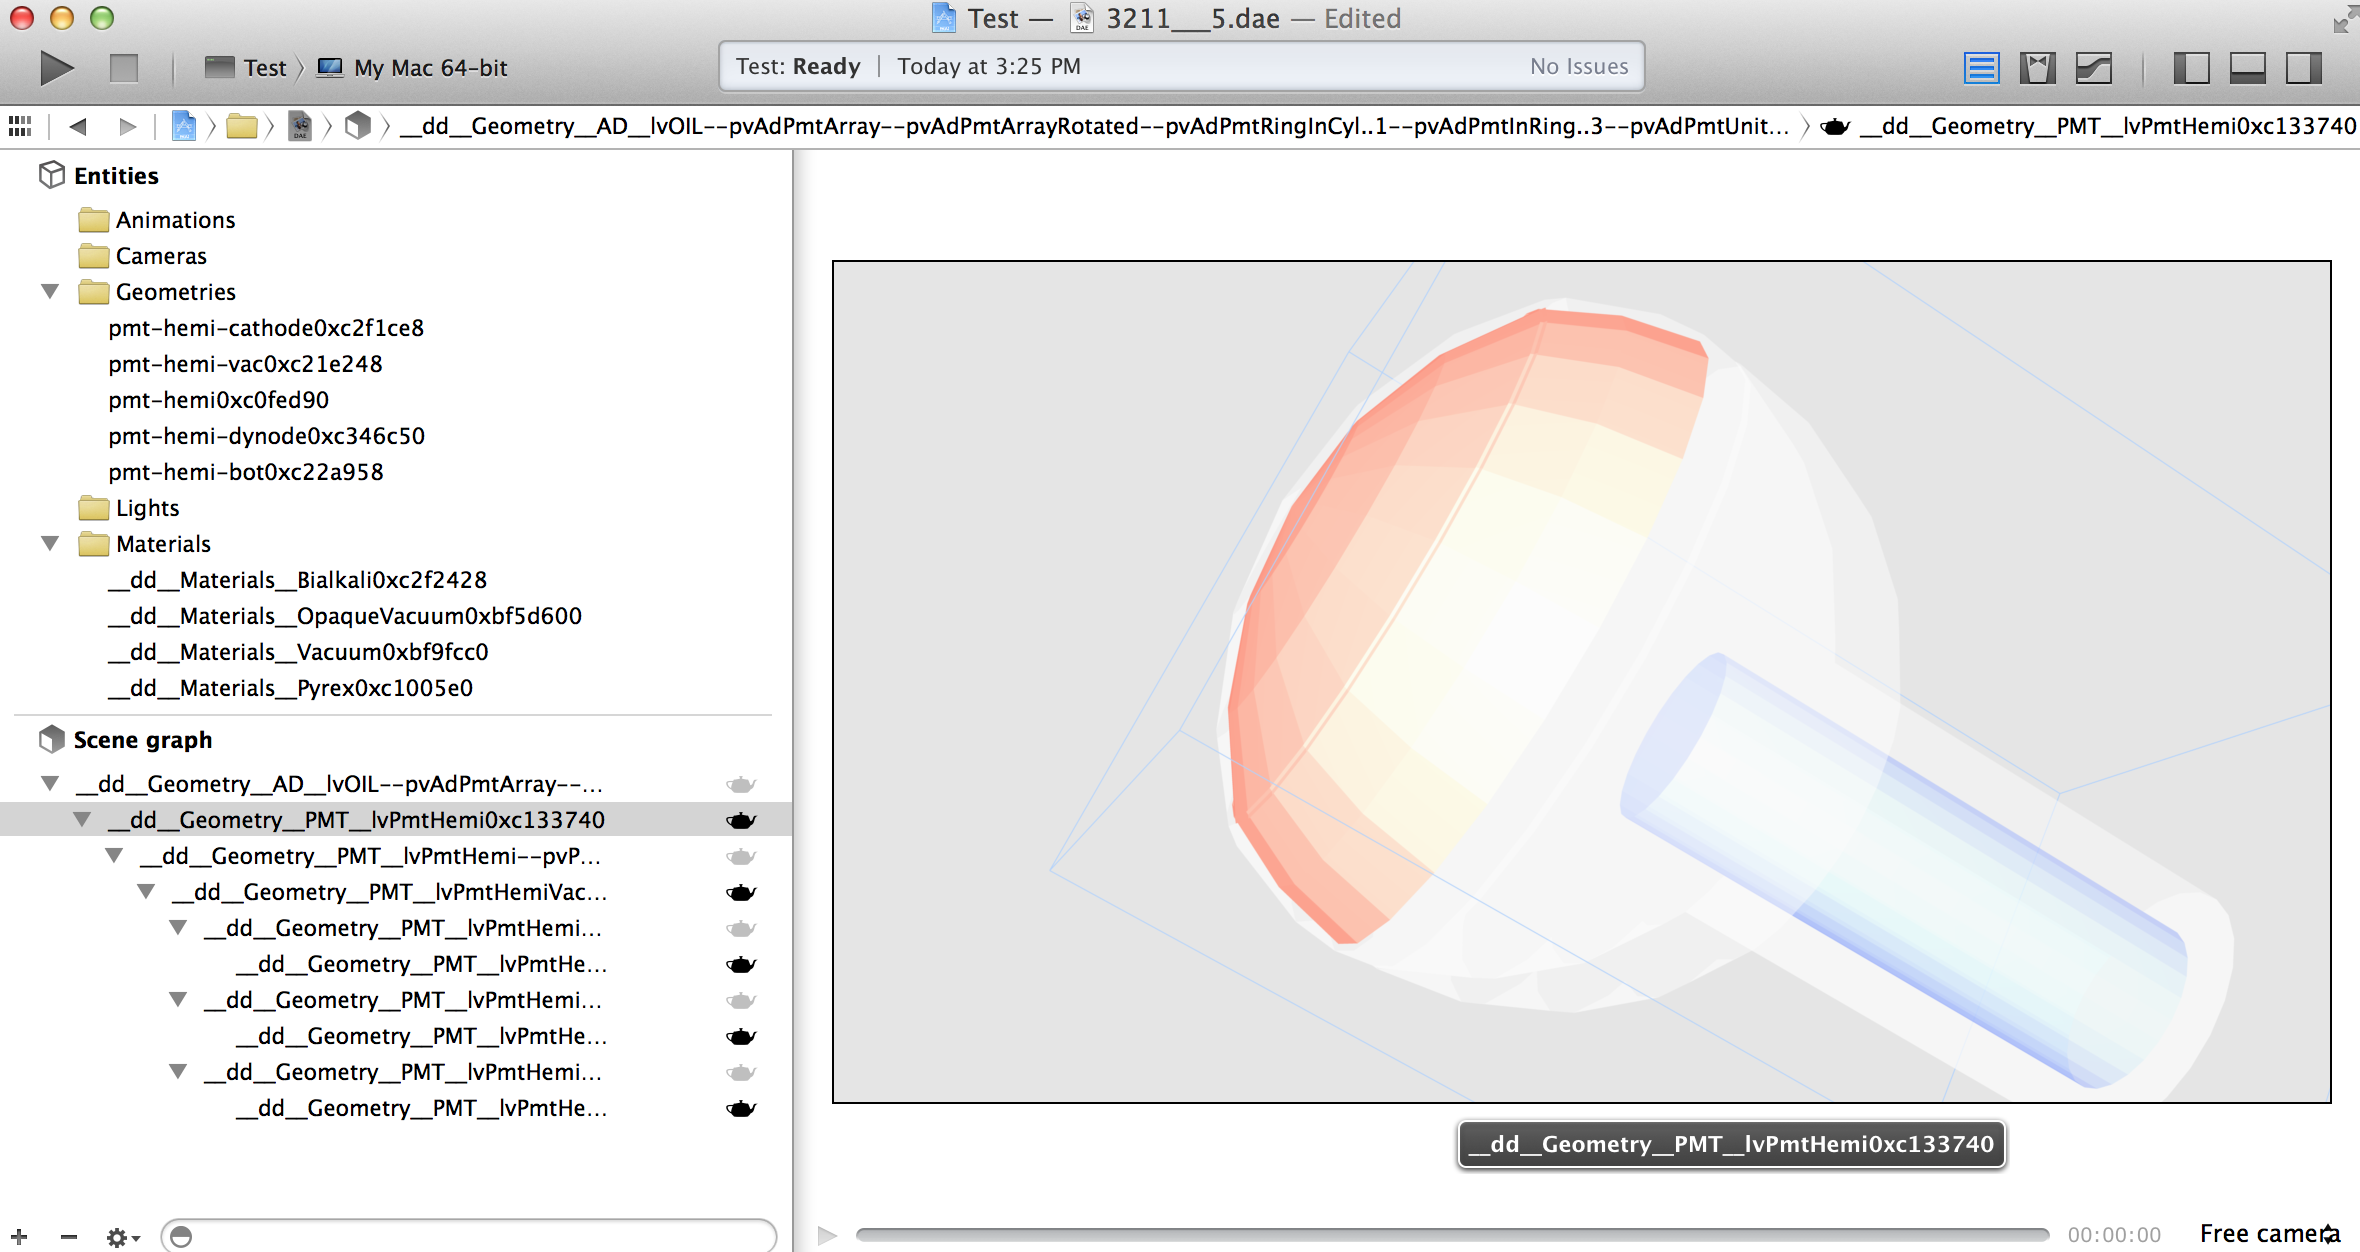 Test — 3211___5.dae — Edited
Test My Mac 64-bit
Test: Ready | Today at 3:25 PM No Issues
__dd__Geometry__AD__lvOIL--pvAdPmtArray--pvAdPmtArrayRotated--pvAdPmtRingInCyl..1--pvAdPmtInRing..3--pvAdPmtUnit... __dd__Geometry__PMT__lvPmtHemi0xc133740
Entities
Animations
Cameras
Geometries
pmt-hemi-cathode0xc2f1ce8
pmt-hemi-vac0xc21e248
pmt-hemi0xc0fed90
pmt-hemi-dynode0xc346c50
pmt-hemi-bot0xc22a958
Lights
Materials
__dd__Materials__Bialkali0xc2f2428
__dd__Materials__OpaqueVacuum0xbf5d600
__dd__Materials__Vacuum0xbf9fcc0
__dd__Materials__Pyrex0xc1005e0
Scene graph
__dd__Geometry__AD__lvOIL--pvAdPmtArray--...
__dd__Geometry__PMT__lvPmtHemi0xc133740
__dd__Geometry__PMT__lvPmtHemi--pvP...
__dd__Geometry__PMT__lvPmtHemiVac...
__dd__Geometry__PMT__lvPmtHemi...
__dd__Geometry__PMT__lvPmtHe...
__dd__Geometry__PMT__lvPmtHemi...
__dd__Geometry__PMT__lvPmtHe...
__dd__Geometry__PMT__lvPmtHemi...
__dd__Geometry__PMT__lvPmtHe...
__dd__Geometry__PMT__lvPmtHemi0xc133740
00:00:00 Free camera